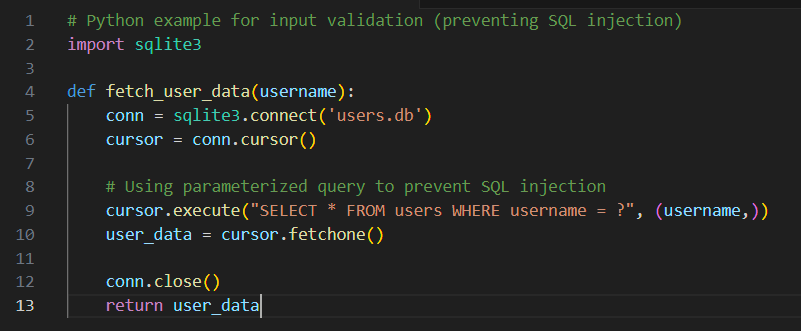 1 # Python example for input validation (preventing SQL injection)
2 import sqlite3
3
4 def fetch_user_data(username):
5     conn = sqlite3.connect('users.db')
6     cursor = conn.cursor()
7
8     # Using parameterized query to prevent SQL injection
9     cursor.execute("SELECT * FROM users WHERE username = ?", (username,))
10     user_data = cursor.fetchone()
11
12     conn.close()
13     return user_data